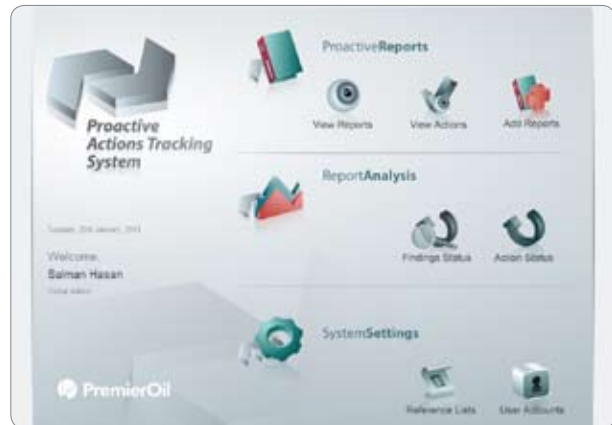 Proactive
Actions Tracking
System
Welcome,
Salman Hasan
PremierOil
ProactiveReports
View Reports
View Actions
Add Reports
ReportAnalysis
Findings Status
Action Status
SystemSettings
Reference Lists
User Accounts